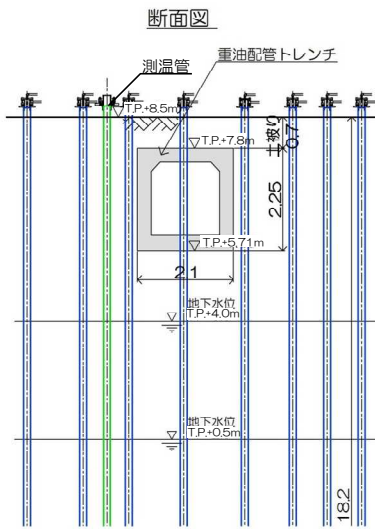 断面図
重油配管トレンチ
測温管
T.P.+8.5m
土被り
0.7
T.P.+7.8m
2.25
T.P.+5.71m
2.1
地下水位
T.P.+4.0m
地下水位
T.P.+0.5m
18.2